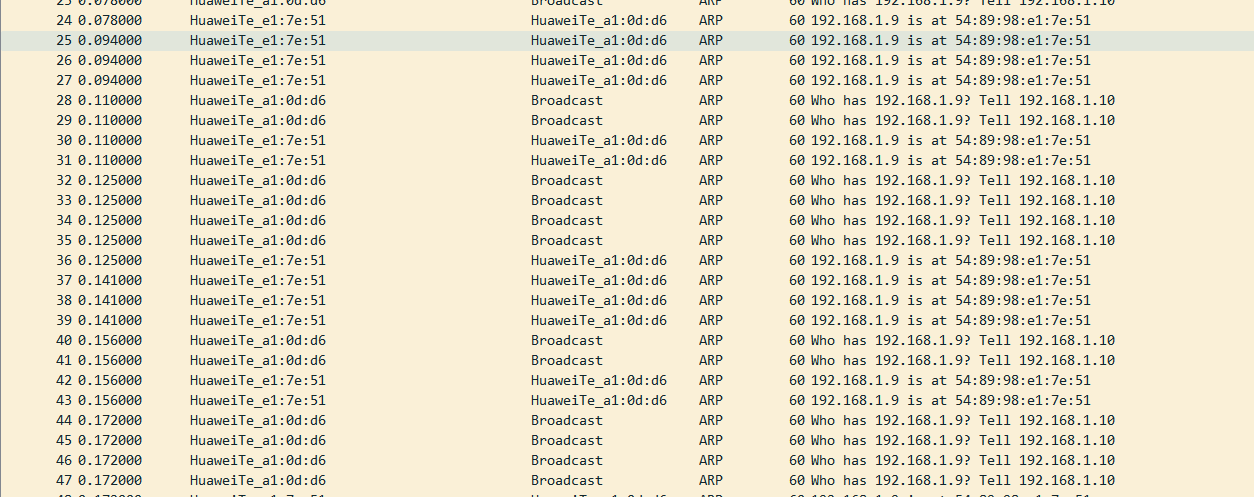 23 0.078000 HuaweiTe_a1:0d:d6 Broadcast ARP 60 Who has 192.168.1.9? Tell 192.168.1.10
24 0.078000 HuaweiTe_e1:7e:51 HuaweiTe_a1:0d:d6 ARP 60 192.168.1.9 is at 54:89:98:e1:7e:51
25 0.094000 HuaweiTe_e1:7e:51 HuaweiTe_a1:0d:d6 ARP 60 192.168.1.9 is at 54:89:98:e1:7e:51
26 0.094000 HuaweiTe_e1:7e:51 HuaweiTe_a1:0d:d6 ARP 60 192.168.1.9 is at 54:89:98:e1:7e:51
27 0.094000 HuaweiTe_e1:7e:51 HuaweiTe_a1:0d:d6 ARP 60 192.168.1.9 is at 54:89:98:e1:7e:51
28 0.110000 HuaweiTe_a1:0d:d6 Broadcast ARP 60 Who has 192.168.1.9? Tell 192.168.1.10
29 0.110000 HuaweiTe_a1:0d:d6 Broadcast ARP 60 Who has 192.168.1.9? Tell 192.168.1.10
30 0.110000 HuaweiTe_e1:7e:51 HuaweiTe_a1:0d:d6 ARP 60 192.168.1.9 is at 54:89:98:e1:7e:51
31 0.110000 HuaweiTe_e1:7e:51 HuaweiTe_a1:0d:d6 ARP 60 192.168.1.9 is at 54:89:98:e1:7e:51
32 0.125000 HuaweiTe_a1:0d:d6 Broadcast ARP 60 Who has 192.168.1.9? Tell 192.168.1.10
33 0.125000 HuaweiTe_a1:0d:d6 Broadcast ARP 60 Who has 192.168.1.9? Tell 192.168.1.10
34 0.125000 HuaweiTe_a1:0d:d6 Broadcast ARP 60 Who has 192.168.1.9? Tell 192.168.1.10
35 0.125000 HuaweiTe_a1:0d:d6 Broadcast ARP 60 Who has 192.168.1.9? Tell 192.168.1.10
36 0.125000 HuaweiTe_e1:7e:51 HuaweiTe_a1:0d:d6 ARP 60 192.168.1.9 is at 54:89:98:e1:7e:51
37 0.141000 HuaweiTe_e1:7e:51 HuaweiTe_a1:0d:d6 ARP 60 192.168.1.9 is at 54:89:98:e1:7e:51
38 0.141000 HuaweiTe_e1:7e:51 HuaweiTe_a1:0d:d6 ARP 60 192.168.1.9 is at 54:89:98:e1:7e:51
39 0.141000 HuaweiTe_e1:7e:51 HuaweiTe_a1:0d:d6 ARP 60 192.168.1.9 is at 54:89:98:e1:7e:51
40 0.156000 HuaweiTe_a1:0d:d6 Broadcast ARP 60 Who has 192.168.1.9? Tell 192.168.1.10
41 0.156000 HuaweiTe_a1:0d:d6 Broadcast ARP 60 Who has 192.168.1.9? Tell 192.168.1.10
42 0.156000 HuaweiTe_e1:7e:51 HuaweiTe_a1:0d:d6 ARP 60 192.168.1.9 is at 54:89:98:e1:7e:51
43 0.156000 HuaweiTe_e1:7e:51 HuaweiTe_a1:0d:d6 ARP 60 192.168.1.9 is at 54:89:98:e1:7e:51
44 0.172000 HuaweiTe_a1:0d:d6 Broadcast ARP 60 Who has 192.168.1.9? Tell 192.168.1.10
45 0.172000 HuaweiTe_a1:0d:d6 Broadcast ARP 60 Who has 192.168.1.9? Tell 192.168.1.10
46 0.172000 HuaweiTe_a1:0d:d6 Broadcast ARP 60 Who has 192.168.1.9? Tell 192.168.1.10
47 0.172000 HuaweiTe_a1:0d:d6 Broadcast ARP 60 Who has 192.168.1.9? Tell 192.168.1.10